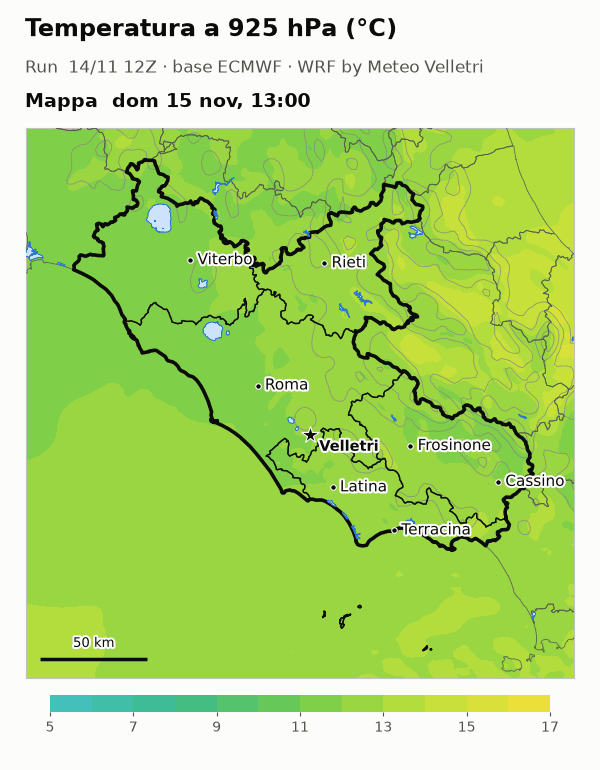 Temperatura a 925 hPa (°C)
Run  14/11 12Z · base ECMWF · WRF by Meteo Velletri
Mappa  dom 15 nov, 13:00
Viterbo
Rieti
Roma
Velletri
Frosinone
Latina
Cassino
Terracina
50 km
5 7 9 11 13 15 17